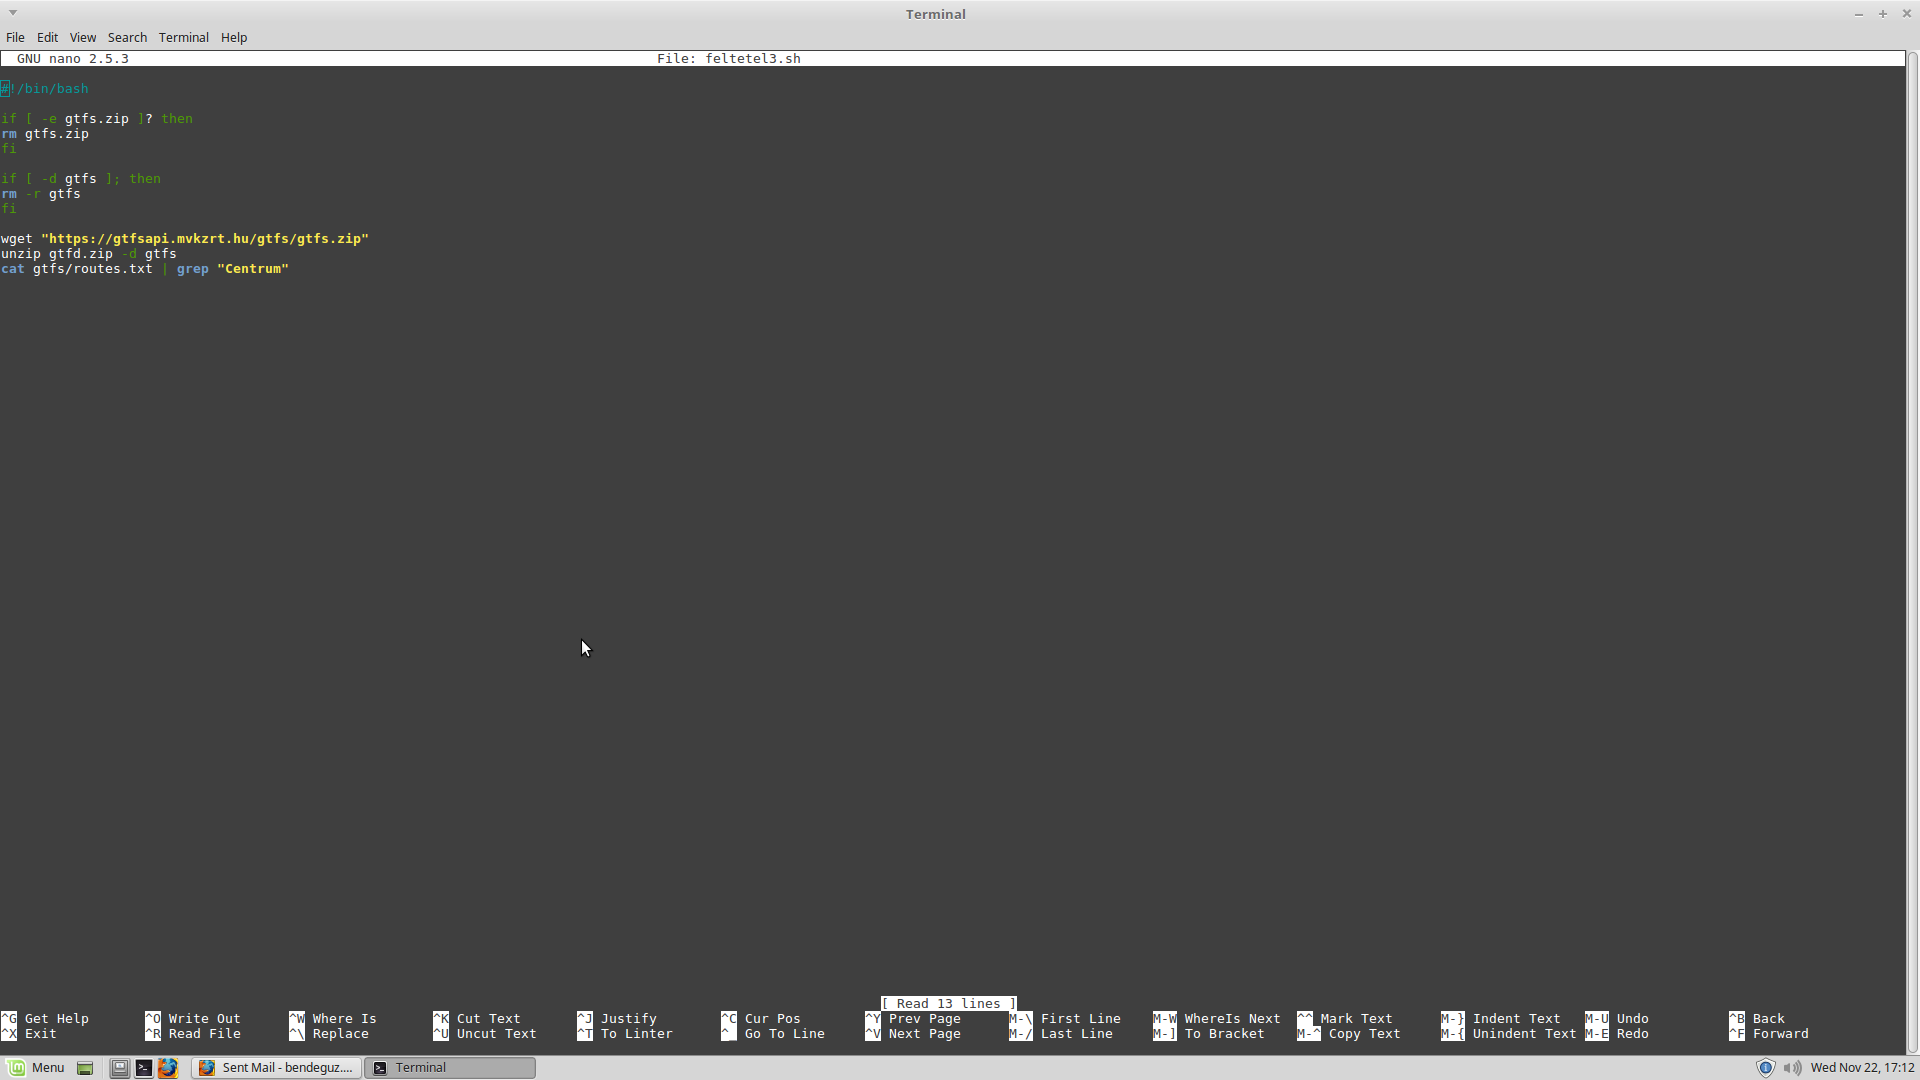 Terminal
File Edit View Search Terminal Help
GNU nano 2.5.3 File: feltetel3.sh
#!/bin/bash
if [ -e gtfs.zip ]? then
rm gtfs.zip
fi
if [ -d gtfs ]; then
rm -r gtfs
fi
wget "https://gtfsapi.mvkzrt.hu/gtfs/gtfs.zip"
unzip gtfd.zip -d gtfs
cat gtfs/routes.txt | grep "Centrum"
[ Read 13 lines ]
^G Get Help ^O Write Out ^W Where Is ^K Cut Text ^J Justify ^C Cur Pos ^Y Prev Page M-\ First Line M-W WhereIs Next ^^ Mark Text M-} Indent Text M-U Undo ^B Back
^X Exit ^R Read File ^\ Replace ^U Uncut Text ^T To Linter ^_ Go To Line ^V Next Page M-/ Last Line M-] To Bracket M-^ Copy Text M-{ Unindent Text M-E Redo ^F Forward
Menu Sent Mail - bendeguz.... Terminal Wed Nov 22, 17:12